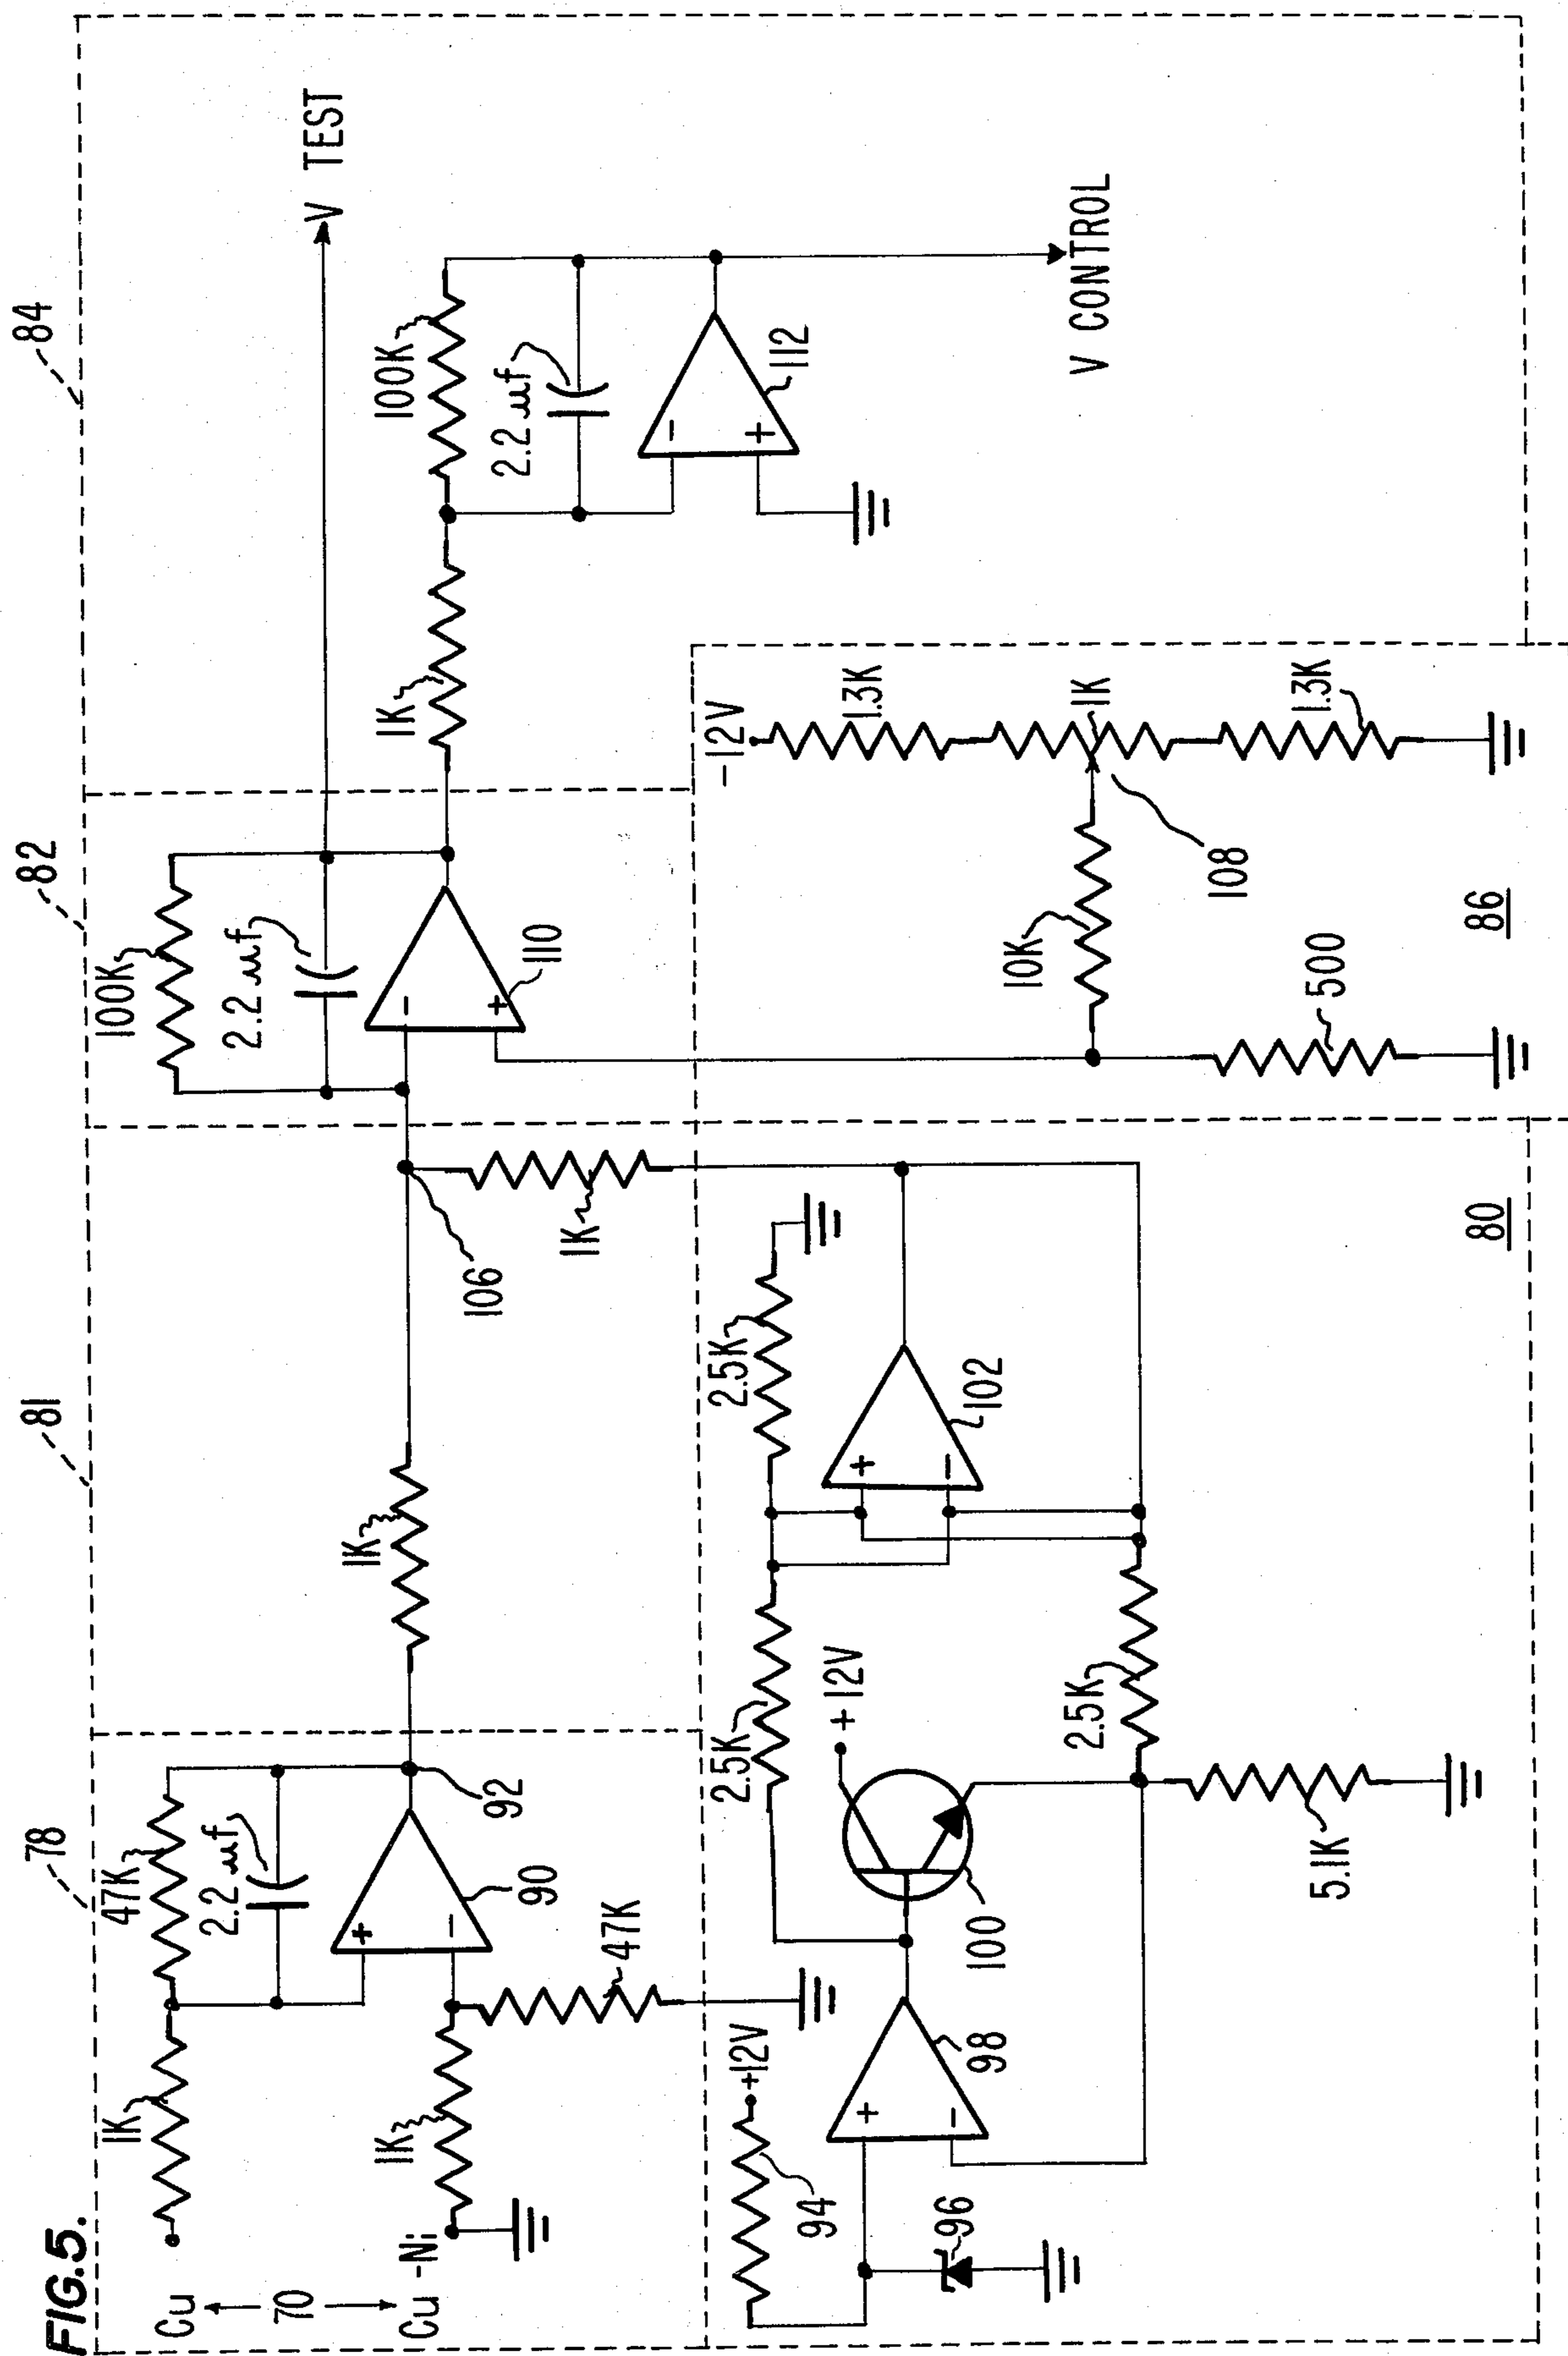 FIG.5.
78
81
82
84
Cu
70
Cu-Ni
1K
47K
2.2 uf
90
92
1K
47K
1K
106
1K
100K
2.2 uf
110
V TEST
1K
100K
2.2 uf
112
V CONTROL
+12V
94
96
98
100
+12V
2.5K
2.5K
102
2.5K
5.1K
80
-12V
1.3K
1K
1.3K
108
10K
500
86
+
-
+
-
+
-
-
+
-
+